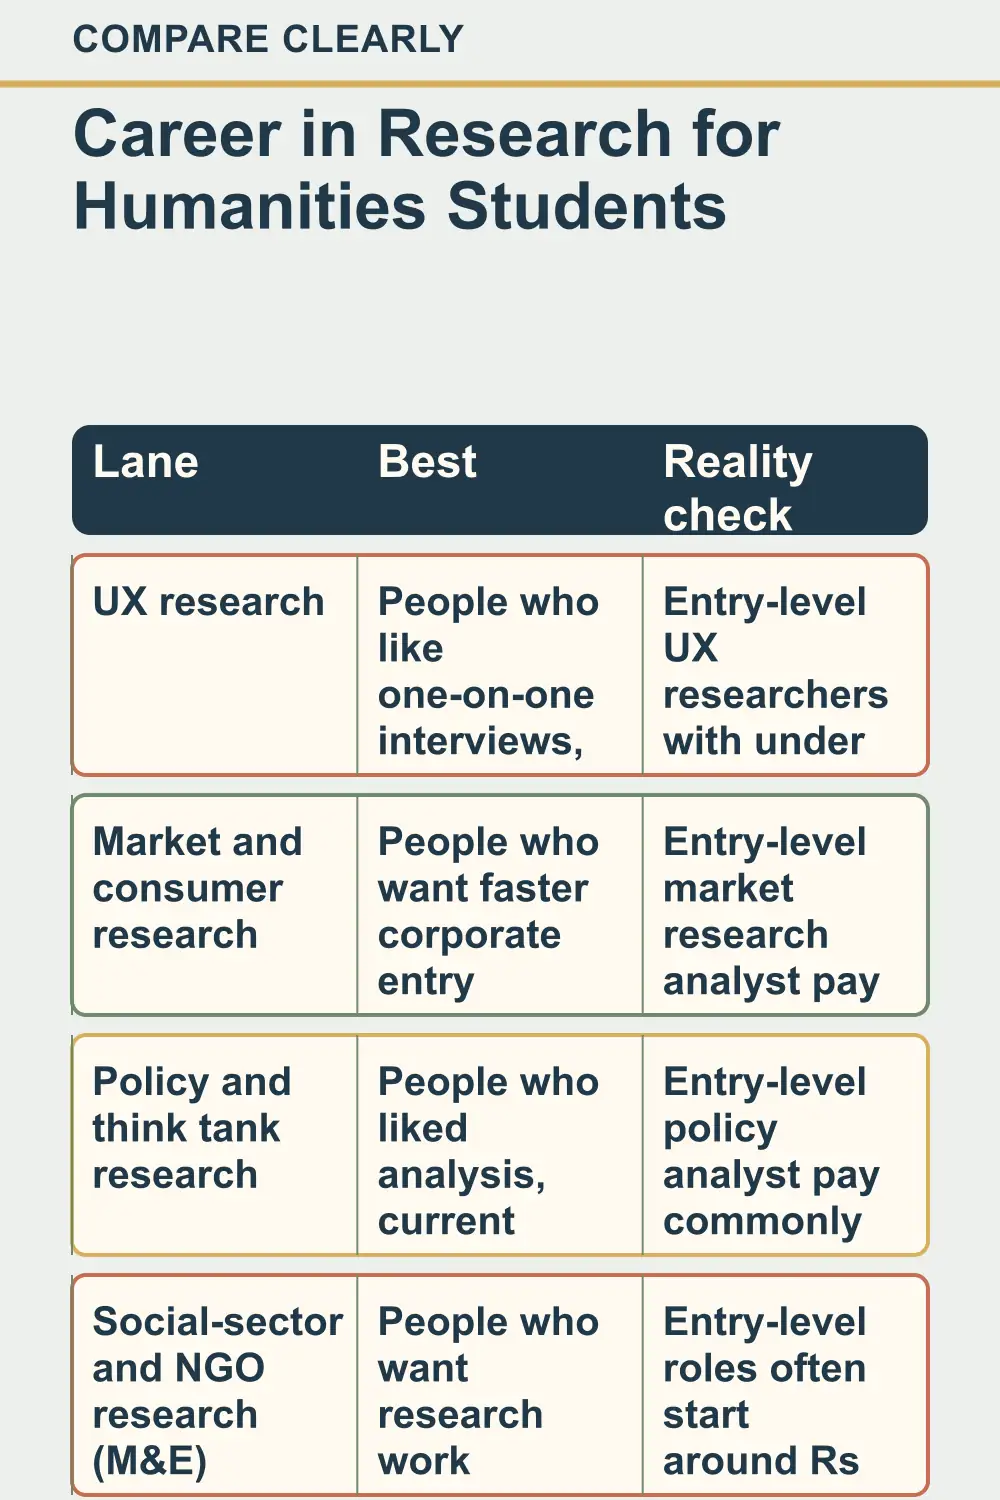 COMPARE CLEARLY
Career in Research for
Humanities Students
Lane
Best
Reality
check
UX research
People who
like
one-on-one
interviews,
Entry-level
UX
researchers
with under
Market and
consumer
research
People who
want faster
corporate
entry
Entry-level
market
research
analyst pay
Policy and
think tank
research
People who
liked
analysis,
current
Entry-level
policy
analyst pay
commonly
Social-sector
and NGO
research
(M&E)
People who
want
research
work
Entry-level
roles often
start
around Rs